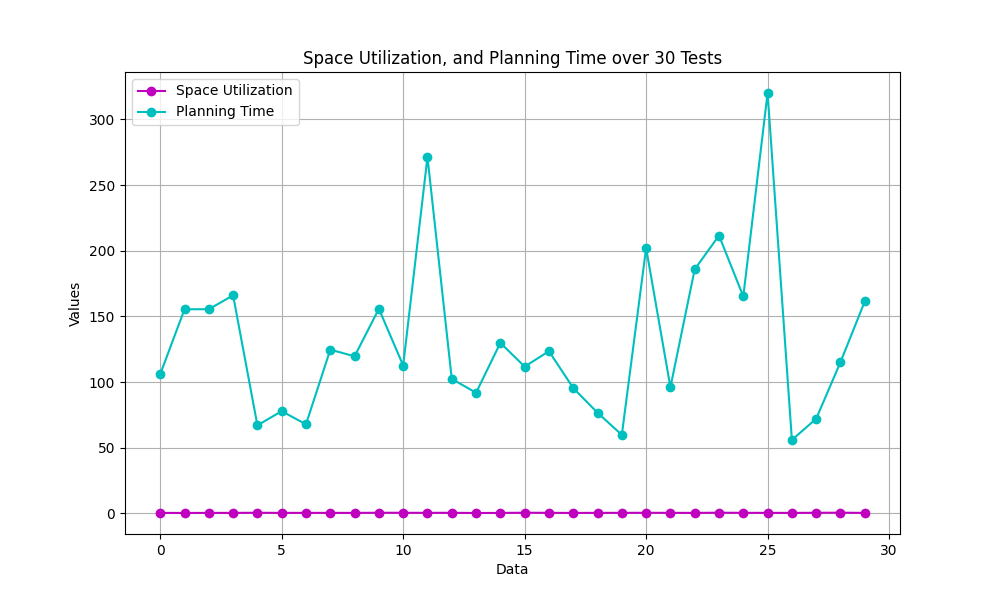 Space Utilization, and Planning Time over 30 Tests
Space Utilization
Planning Time
Values
300
250
200
150
100
50
0
0 5 10 15 20 25 30
Data